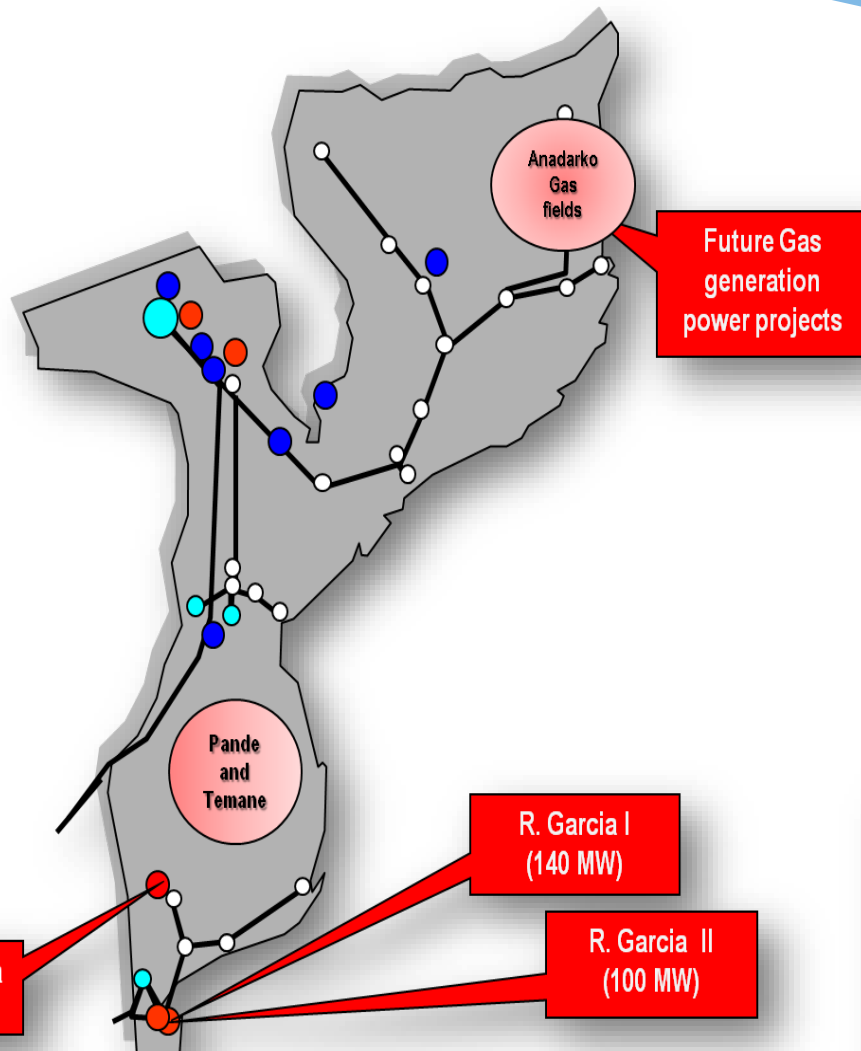 Anadarko
Gas
fields
Future Gas
generation
power projects
Pande
and
Temane
R. Garcia I
(140 MW)
R. Garcia II
(100 MW)